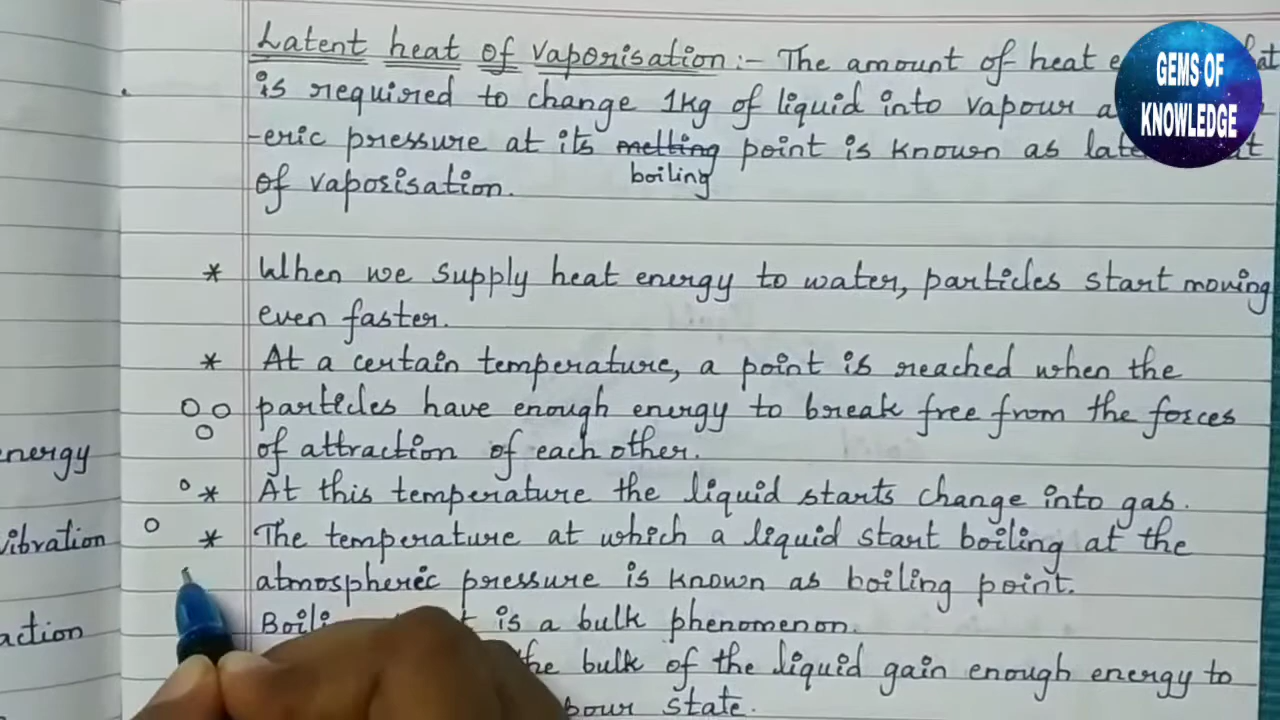 Latent heat of vaporisation :- The amount of heat
is required to change 1kg of liquid into vapour
-eric pressure at its melting point is known as
boiling
of vaporisation.
* When we supply heat energy to water, particles start moving
even faster.
* At a certain temperature, a point is reached when the
particles have enough energy to break free from the forces
of attraction of each other.
* At this temperature the liquid starts change into gas.
* The temperature at which a liquid start boiling at the
atmospheric pressure is known as boiling point.
is a bulk phenomenon.
the bulk of the liquid gain enough energy to
state.
vibration
GEMS OF
KNOWLEDGE